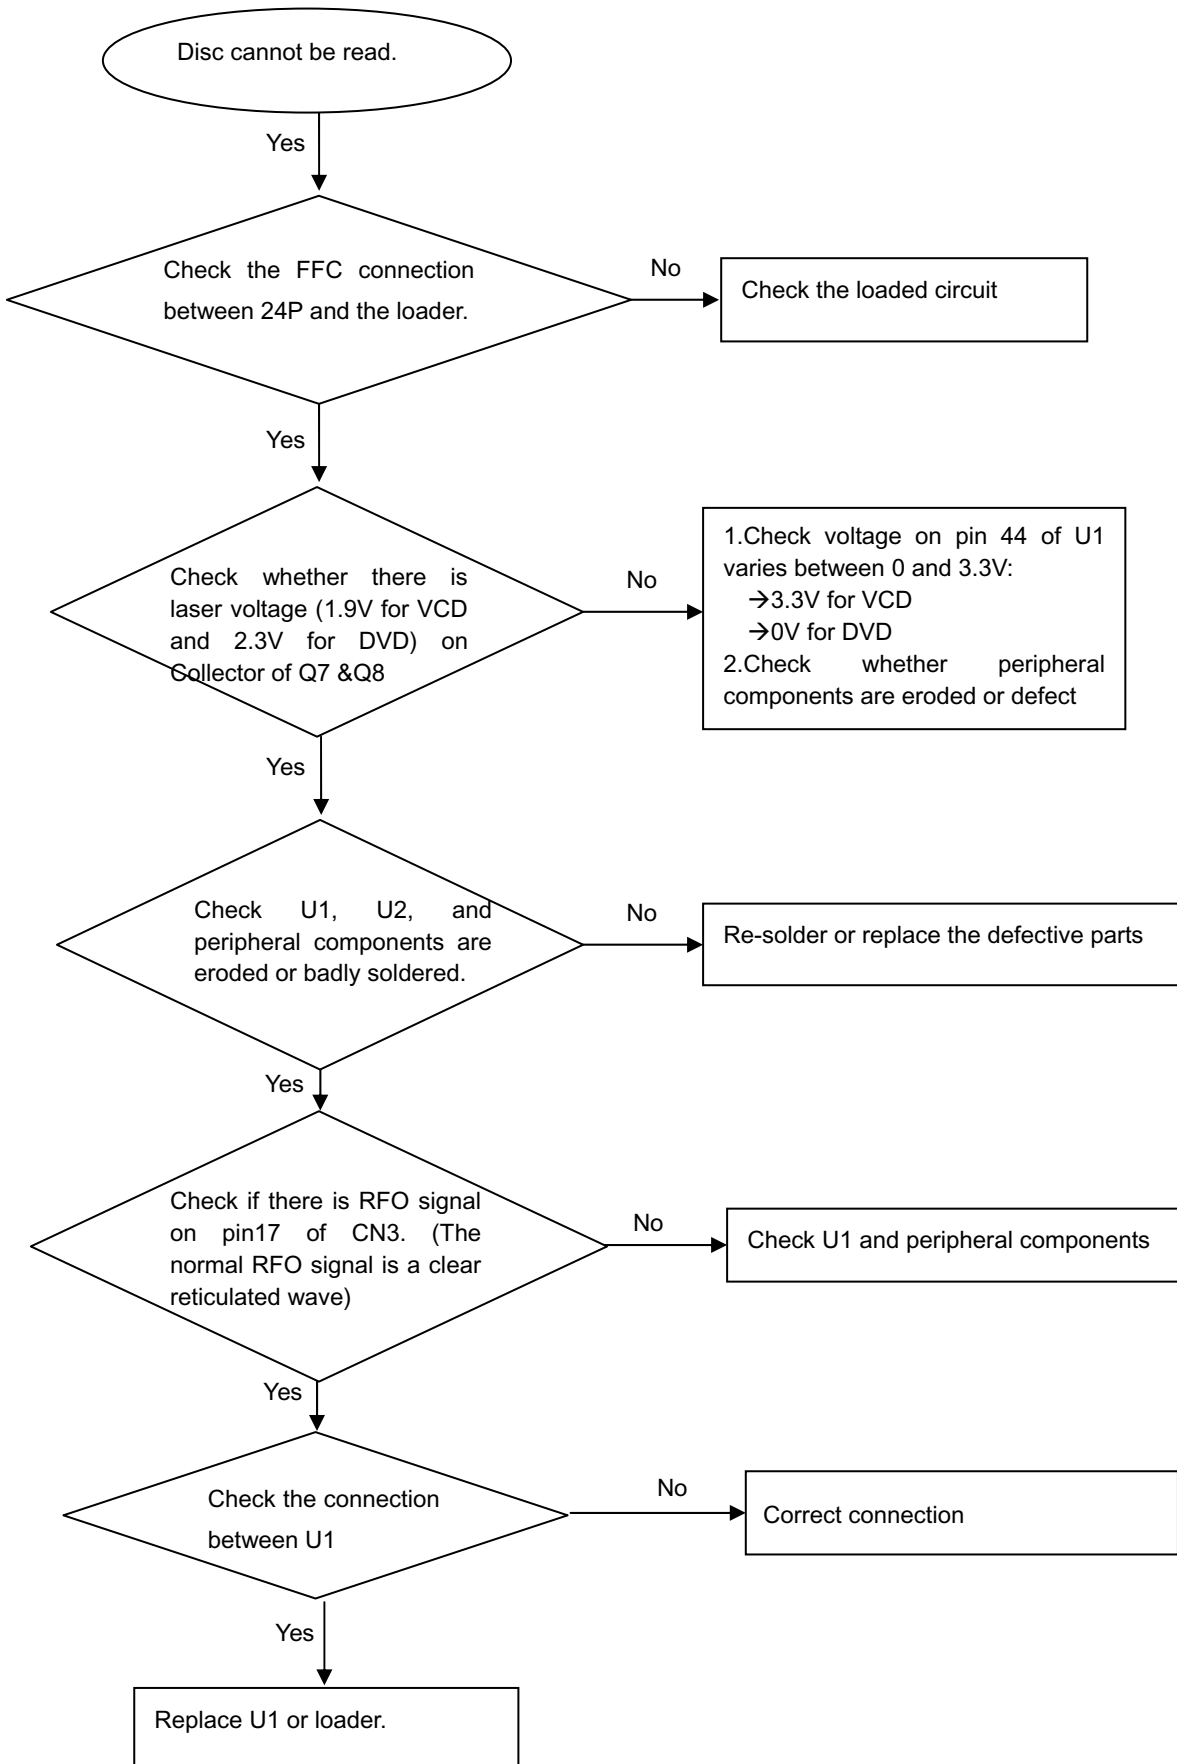 Disc cannot be read.
Yes
Check the FFC connection
between 24P and the loader.
No
Check the loaded circuit
Yes
Check whether there is
laser voltage (1.9V for VCD
and 2.3V for DVD) on
Collector of Q7 &Q8
No
1.Check voltage on pin 44 of U1
varies between 0 and 3.3V:
→3.3V for VCD
→0V for DVD
2.Check whether peripheral
components are eroded or defect
Yes
Check U1, U2, and
peripheral components are
eroded or badly soldered.
No
Re-solder or replace the defective parts
Yes
Check if there is RFO signal
on pin17 of CN3. (The
normal RFO signal is a clear
reticulated wave)
No
Check U1 and peripheral components
Yes
Check the connection
between U1
No
Correct connection
Yes
Replace U1 or loader.